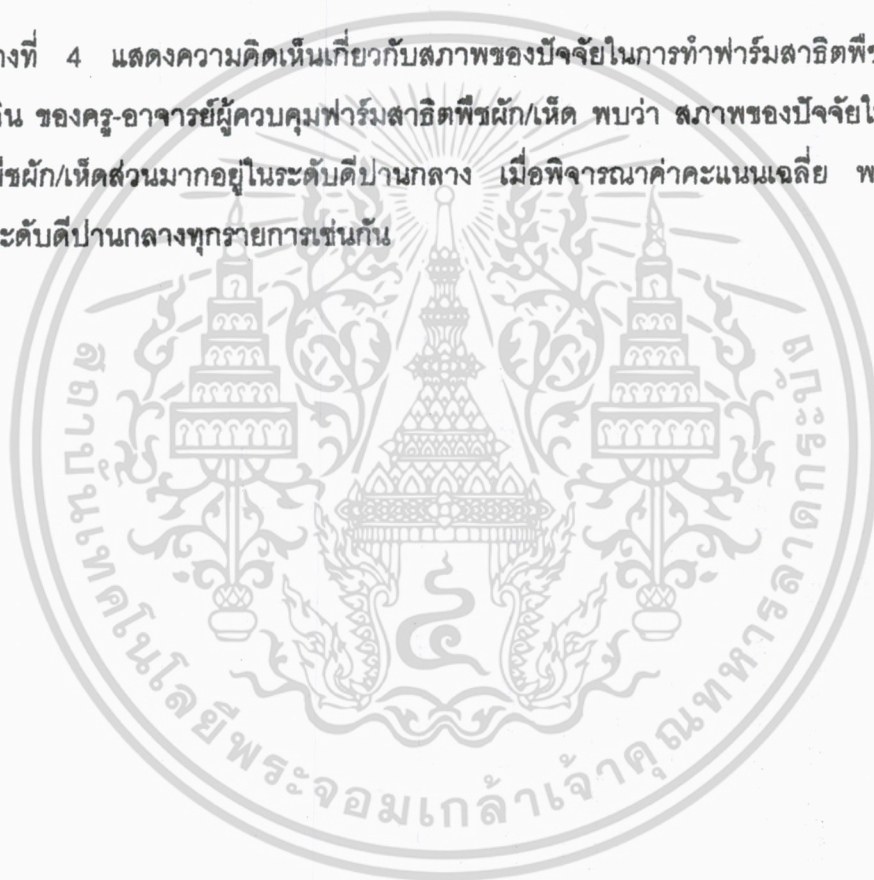 างที่ 4 แสดงความคิดเห็นเกี่ยวกับสภาพของปัจจัยในการทำฟาร์มสาธิตพืช
ิน ของครู-อาจารย์ผู้ควบคุมฟาร์มสาธิตพืชผัก/เห็ด พบว่า สภาพของปัจจัยใ
ืชผัก/เห็ดส่วนมากอยู่ในระดับดีปานกลาง เมื่อพิจารณาค่าคะแนนเฉลี่ย พ
ะดับดีปานกลางทุกรายการเช่นกัน
สถาบันเทคโนโลยีพระจอมเกล้าเจ้าคุณทหารลาดกระบัง
๔